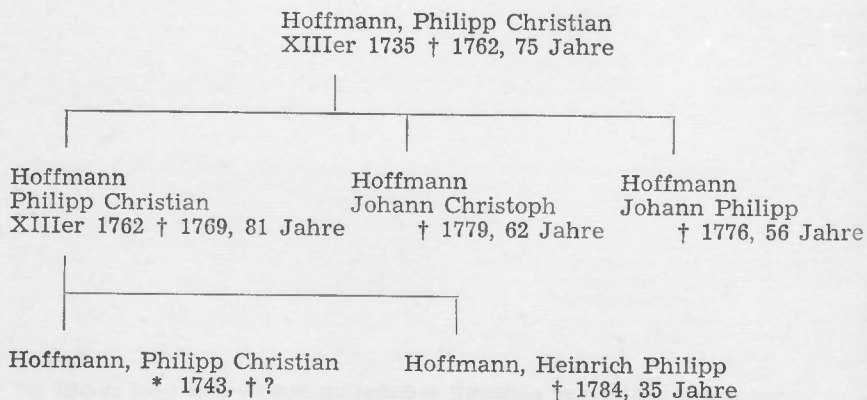 Hoffmann, Philipp Christian
XIIIer 1735 † 1762, 75 Jahre
Hoffmann
Philipp Christian
XIIIer 1762 † 1769, 81 Jahre
Hoffmann
Johann Christoph
† 1779, 62 Jahre
Hoffmann
Johann Philipp
† 1776, 56 Jahre
Hoffmann, Philipp Christian
* 1743, † ?
Hoffmann, Heinrich Philipp
† 1784, 35 Jahre